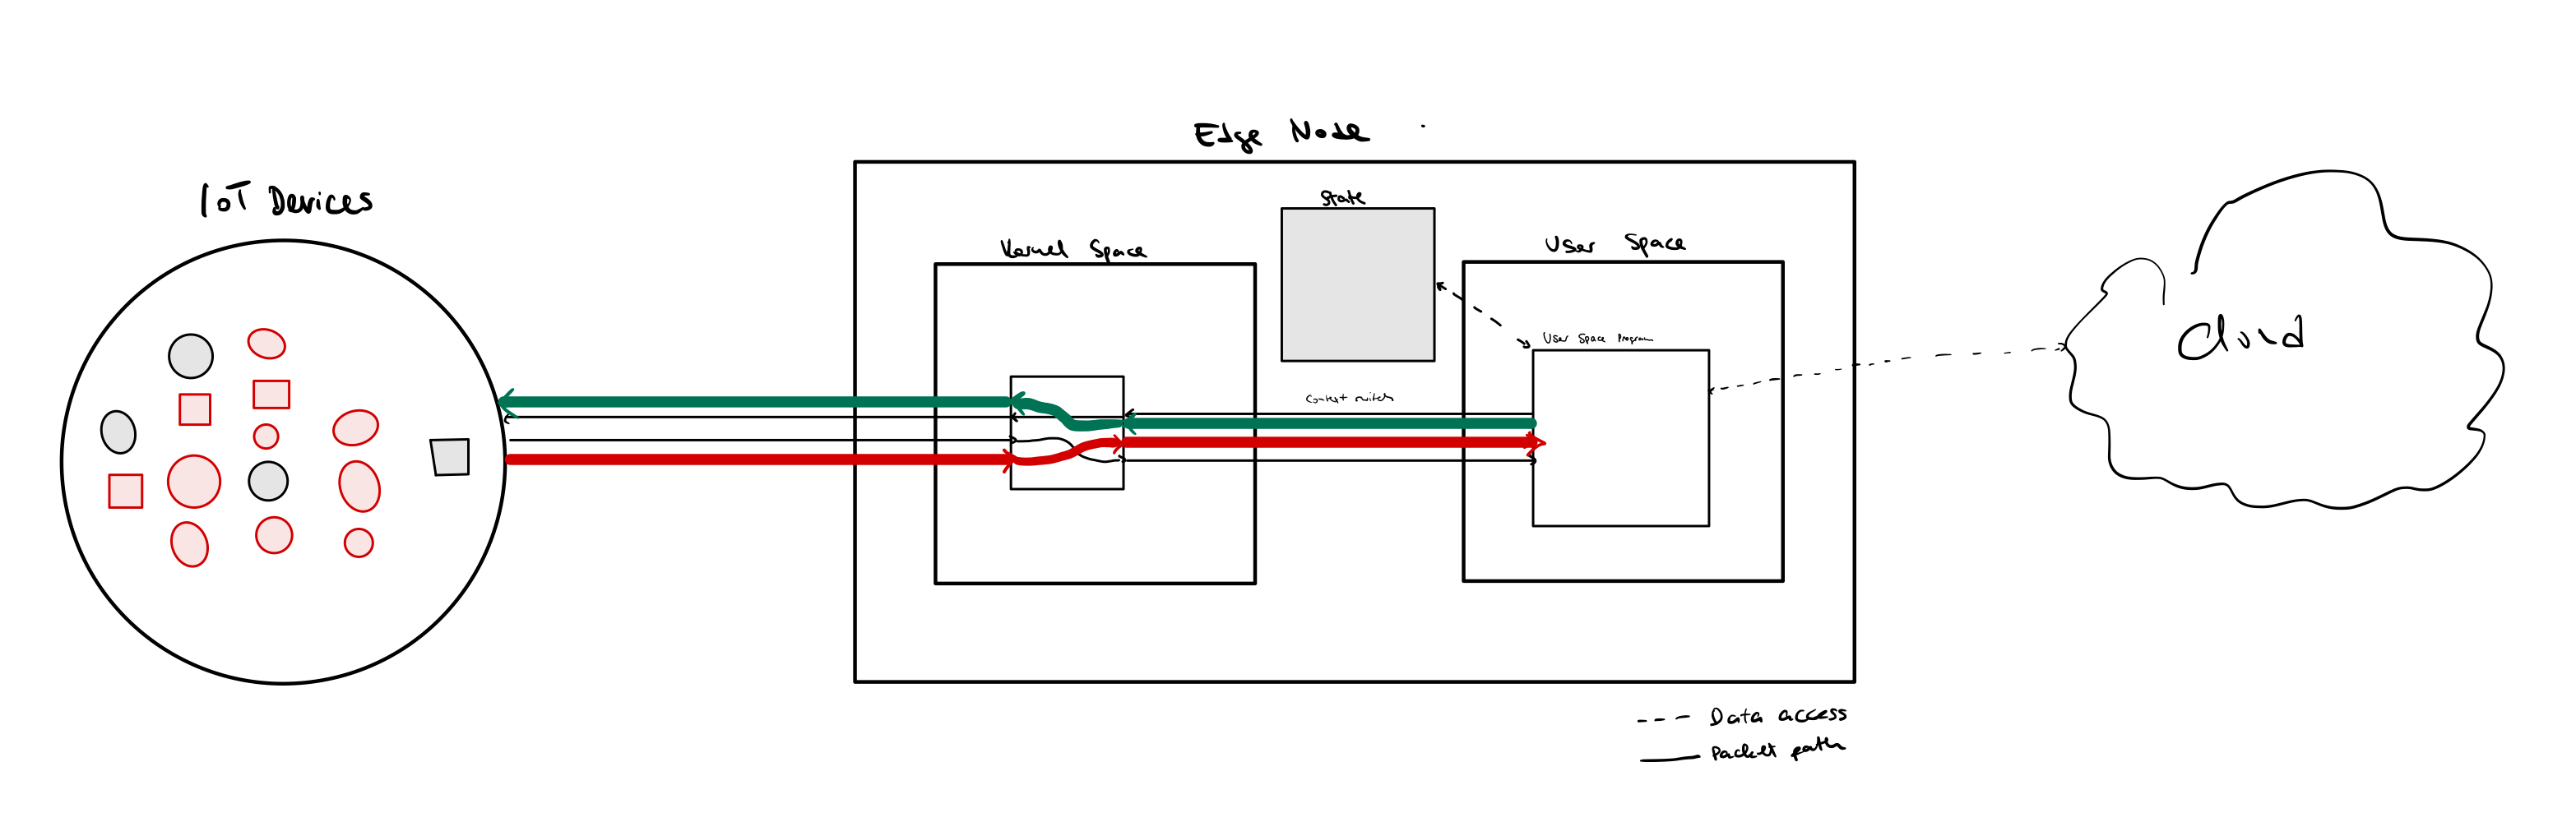 Edge Node
IoT Devices
State
Kernel Space
User Space
User Space Program
Cloud
Context switch
Data access
Packet path